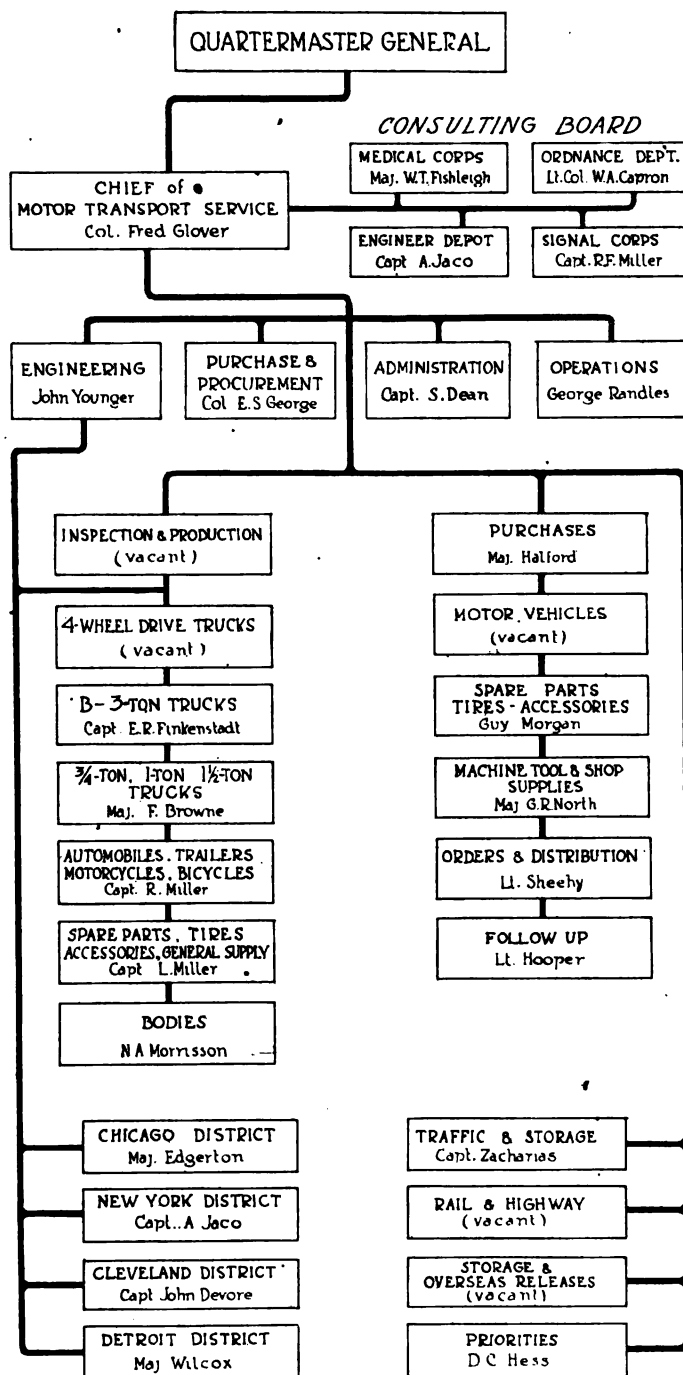 QUARTERMASTER GENERAL
CONSULTING BOARD
MEDICAL CORPS
Maj. W.T. Fishleigh
ORDNANCE DEP'T.
Lt. Col. W.A. Capron
CHIEF of
MOTOR TRANSPORT SERVICE
Col. Fred Glover
ENGINEER DEPOT
Capt A. Jaco
SIGNAL CORPS
Capt. R.F. Miller
ENGINEERING
John Younger
PURCHASE &
PROCUREMENT
Col E.S George
ADMINISTRATION
Capt. S. Dean
OPERATIONS
George Randles
INSPECTION & PRODUCTION
(vacant)
4-WHEEL DRIVE TRUCKS
(vacant)
B-3-TON TRUCKS
Capt E.R. Finkenstadt
3/4-TON, 1-TON 1½-TON
TRUCKS
Maj. F. Browne
AUTOMOBILES. TRAILERS
MOTORCYCLES, BICYCLES
Capt. R. Miller
SPARE PARTS, TIRES
ACCESSORIES, GENERAL SUPPLY
Capt L. Miller
BODIES
N A Morrisson
PURCHASES
Maj. Halford
MOTOR VEHICLES
(vacant)
SPARE PARTS
TIRES - ACCESSORIES
Guy Morgan
MACHINE TOOL & SHOP
SUPPLIES
Maj G.R. North
ORDERS & DISTRIBUTION
Lt. Sheehy
FOLLOW UP
Lt. Hooper
CHICAGO DISTRICT
Maj. Edgerton
NEW YORK DISTRICT
Capt.. A Jaco
CLEVELAND DISTRICT
Capt John Devore
DETROIT DISTRICT
Maj Wilcox
TRAFFIC & STORAGE
Capt. Zacharias
RAIL & HIGHWAY
(vacant)
STORAGE &
OVERSEAS RELEASES
(vacant)
PRIORITIES
D C Hess